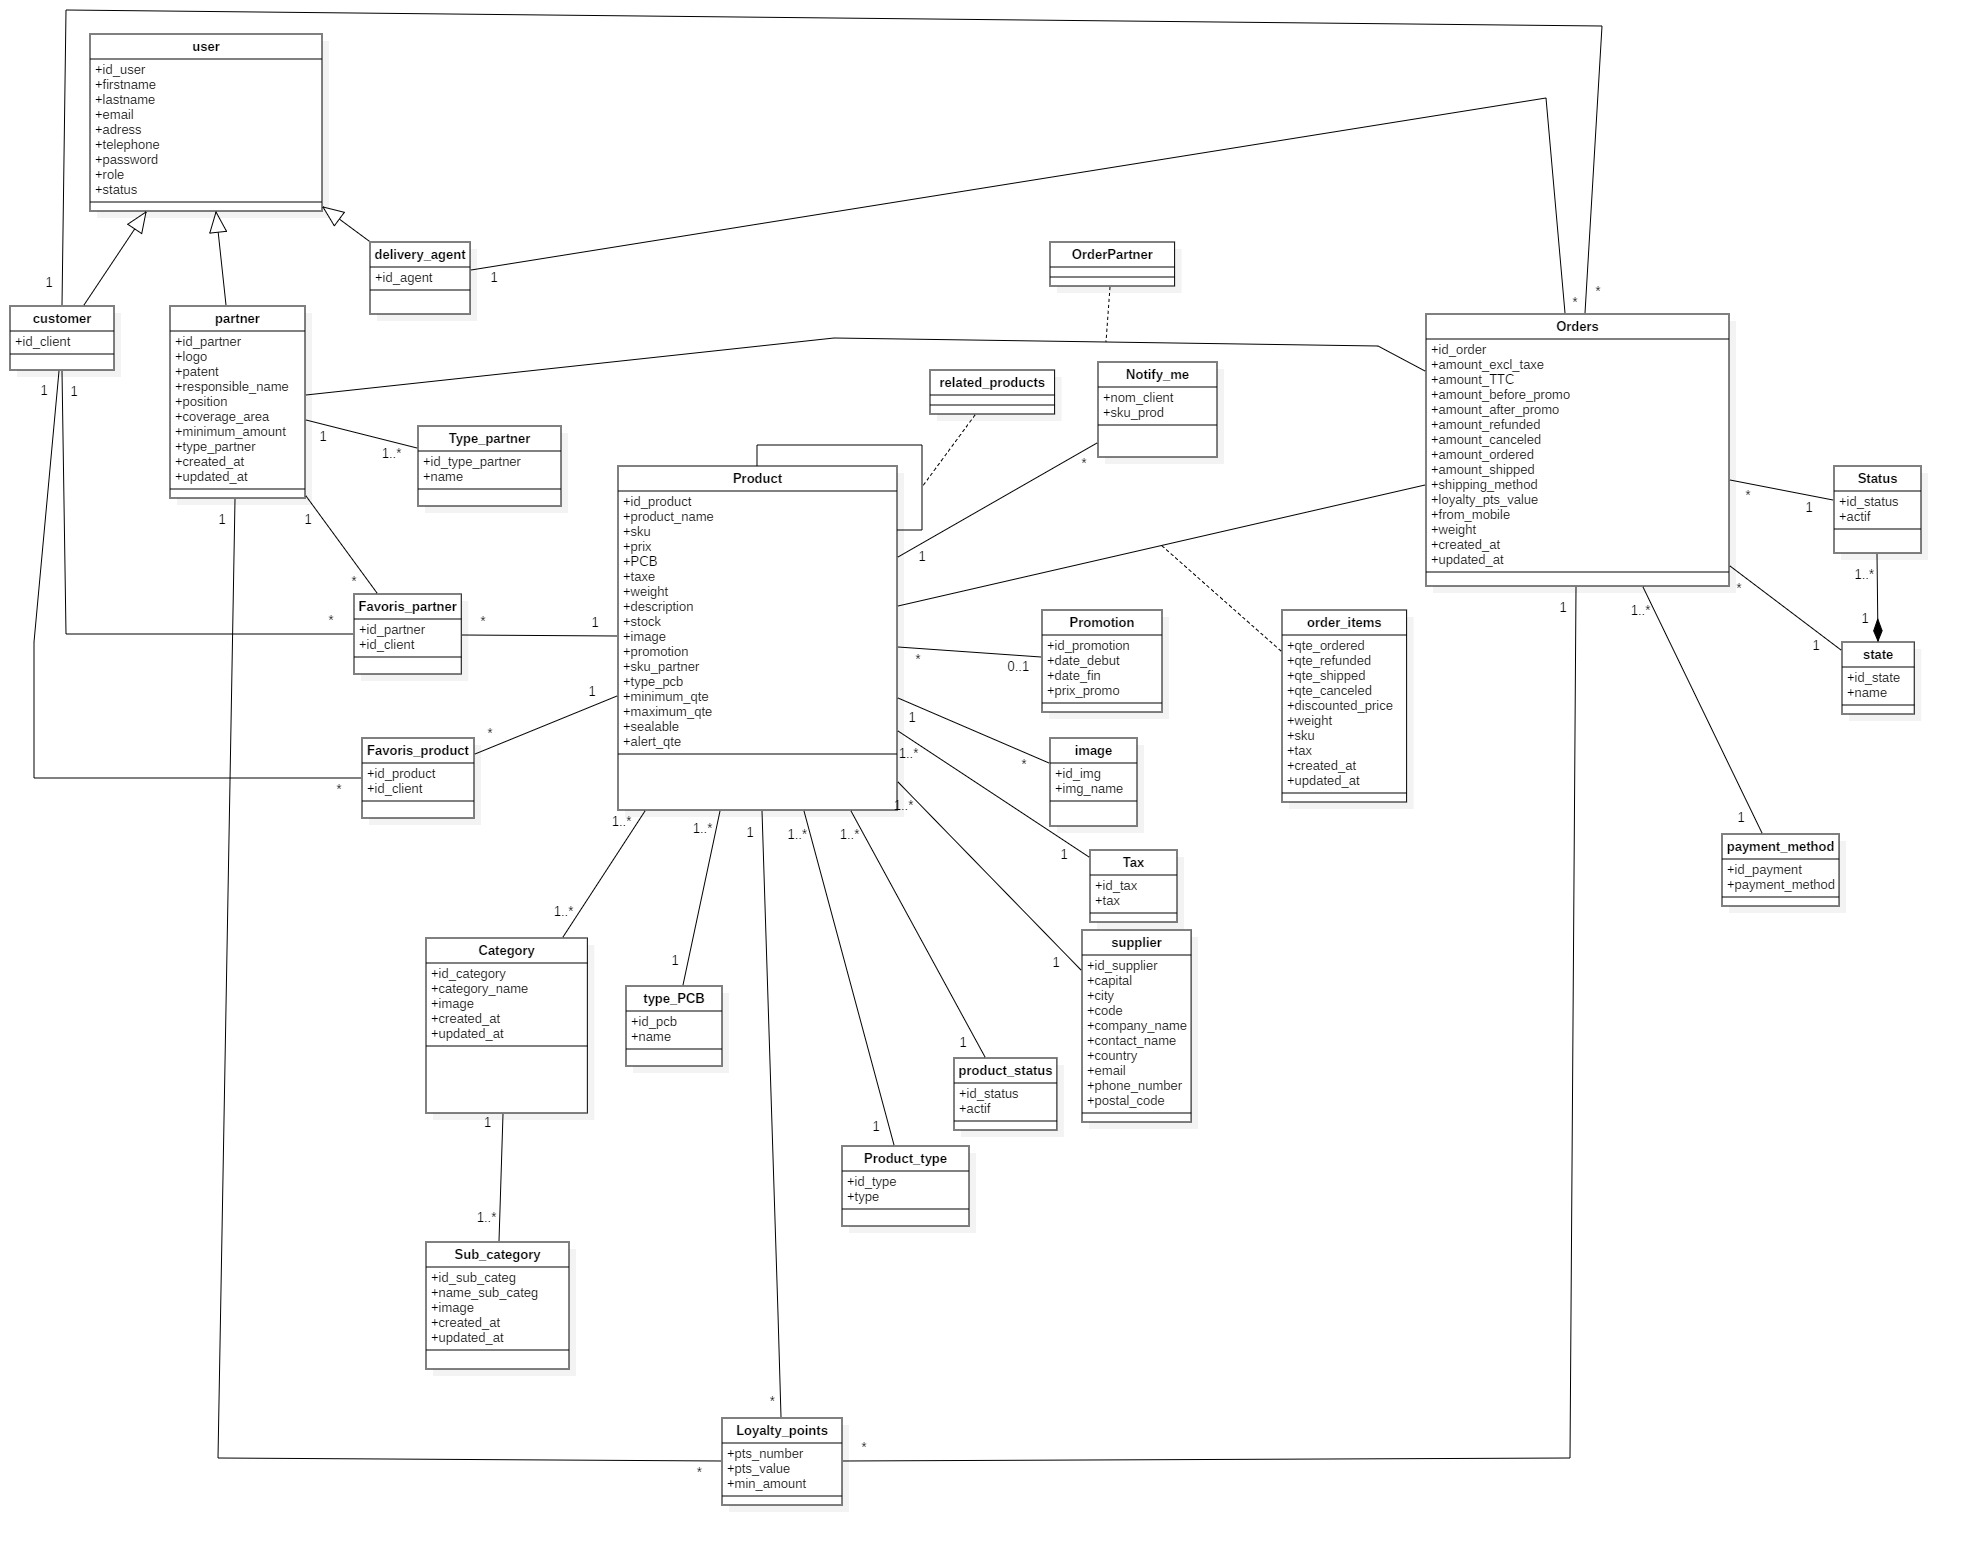 user
+id_user
+firstname
+lastname
+email
+adress
+telephone
+password
+role
+status
delivery_agent
+id_agent
1
OrderPartner
1
*
*
customer
+id_client
1
1
partner
+id_partner
+logo
+patent
+responsible_name
+position
+coverage_area
+minimum_amount
+type_partner
+created_at
+updated_at
1
1..*
1
1
*
Type_partner
+id_type_partner
+name
related_products
Notify_me
+nom_client
+sku_prod
*
1
Orders
+id_order
+amount_excl_taxe
+amount_TTC
+amount_before_promo
+amount_after_promo
+amount_refunded
+amount_canceled
+amount_ordered
+amount_shipped
+shipping_method
+loyalty_pts_value
+from_mobile
+weight
+created_at
+updated_at
*
1
Status
+id_status
+actif
1..*
1
*
1
state
+id_state
+name
1
1..*
1
payment_method
+id_payment
+payment_method
Product
+id_product
+product_name
+sku
+prix
+PCB
+taxe
+weight
+description
+stock
+image
+promotion
+sku_partner
+type_pcb
+minimum_qte
+maximum_qte
+sealable
+alert_qte
Favoris_partner
+id_partner
+id_client
*
*
1
Favoris_product
+id_product
+id_client
*
*
1
Promotion
+id_promotion
+date_debut
+date_fin
+prix_promo
*
0..1
order_items
+qte_ordered
+qte_refunded
+qte_shipped
+qte_canceled
+discounted_price
+weight
+sku
+tax
+created_at
+updated_at
1
*
image
+id_img
+img_name
1..*
1
Tax
+id_tax
+tax
1..*
1
supplier
+id_supplier
+capital
+city
+code
+company_name
+contact_name
+country
+email
+phone_number
+postal_code
1..*
1..*
1
1..*
1..*
1..*
Category
+id_category
+category_name
+image
+created_at
+updated_at
1
type_PCB
+id_pcb
+name
1
product_status
+id_status
+actif
1
Product_type
+id_type
+type
1
1..*
Sub_category
+id_sub_categ
+name_sub_categ
+image
+created_at
+updated_at
*
*
*
Loyalty_points
+pts_number
+pts_value
+min_amount